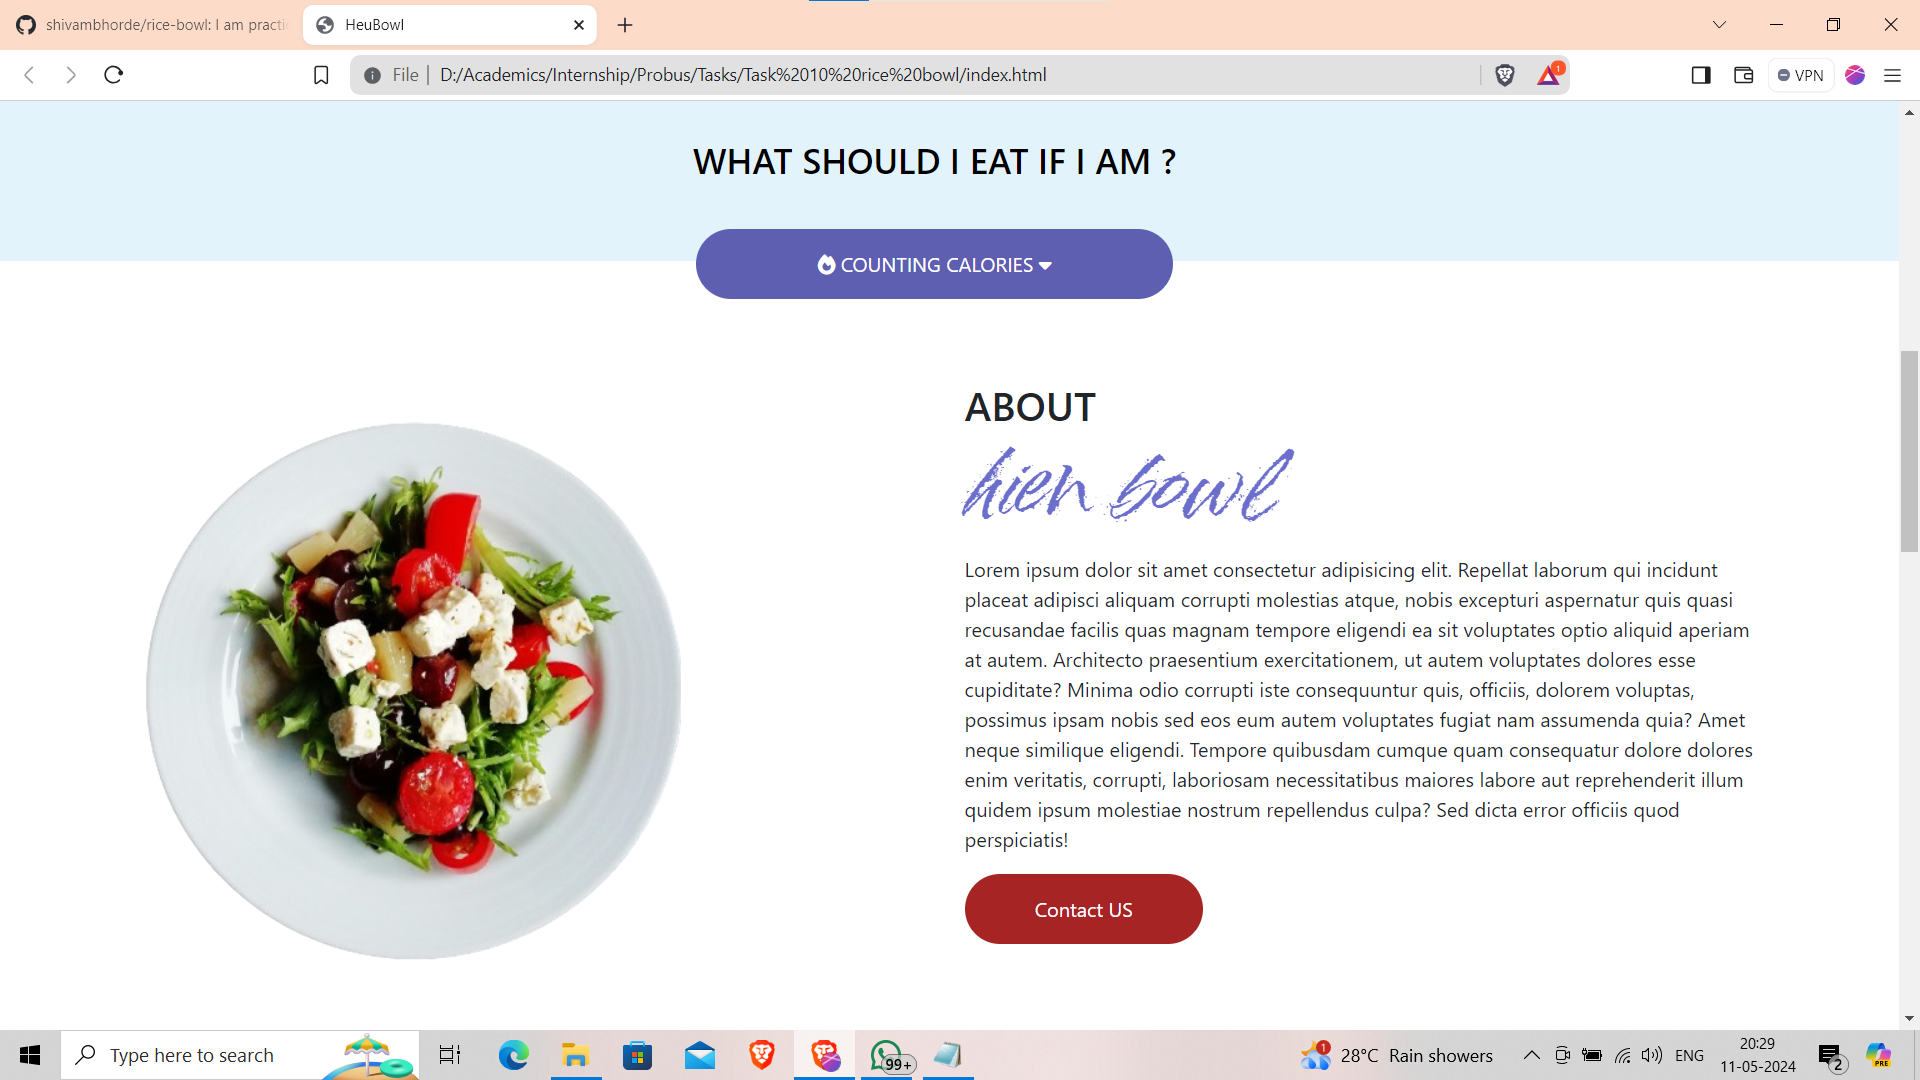 shivambhorde/rice-bowl: I am practi
HeuBowl
File
D:/Academics/Internship/Probus/Tasks/Task%2010%20rice%20bowl/index.html
1
VPN
WHAT SHOULD I EAT IF I AM ?
COUNTING CALORIES
ABOUT
hien bowl
Lorem ipsum dolor sit amet consectetur adipisicing elit. Repellat laborum qui incidunt
placeat adipisci aliquam corrupti molestias atque, nobis excepturi aspernatur quis quasi
recusandae facilis quas magnam tempore eligendi ea sit voluptates optio aliquid aperiam
at autem. Architecto praesentium exercitationem, ut autem voluptates dolores esse
cupiditate? Minima odio corrupti iste consequuntur quis, officiis, dolorem voluptas,
possimus ipsam nobis sed eos eum autem voluptates fugiat nam assumenda quia? Amet
neque similique eligendi. Tempore quibusdam cumque quam consequatur dolore dolores
enim veritatis, corrupti, laboriosam necessitatibus maiores labore aut reprehenderit illum
quidem ipsum molestiae nostrum repellendus culpa? Sed dicta error officiis quod
perspiciatis!
Contact US
Type here to search
99+
1
28°C Rain showers
ENG
20:29
11-05-2024
2
PRE